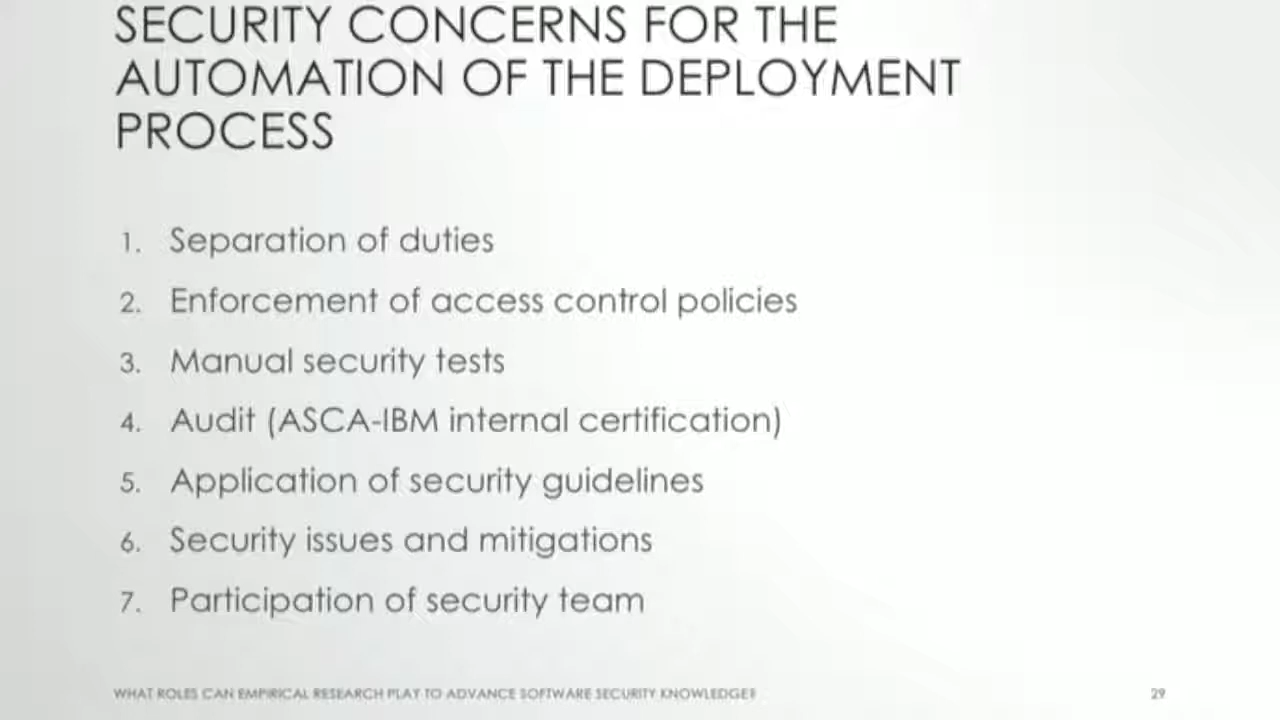 SECURITY CONCERNS FOR THE
AUTOMATION OF THE DEPLOYMENT
PROCESS
1. Separation of duties
2. Enforcement of access control policies
3. Manual security tests
4. Audit (ASCA-IBM internal certification)
5. Application of security guidelines
6. Security issues and mitigations
7. Participation of security team
WHAT ROLES CAN EMPIRICAL RESEARCH PLAY TO ADVANCE SOFTWARE SECURITY KNOWLEDGE?
29